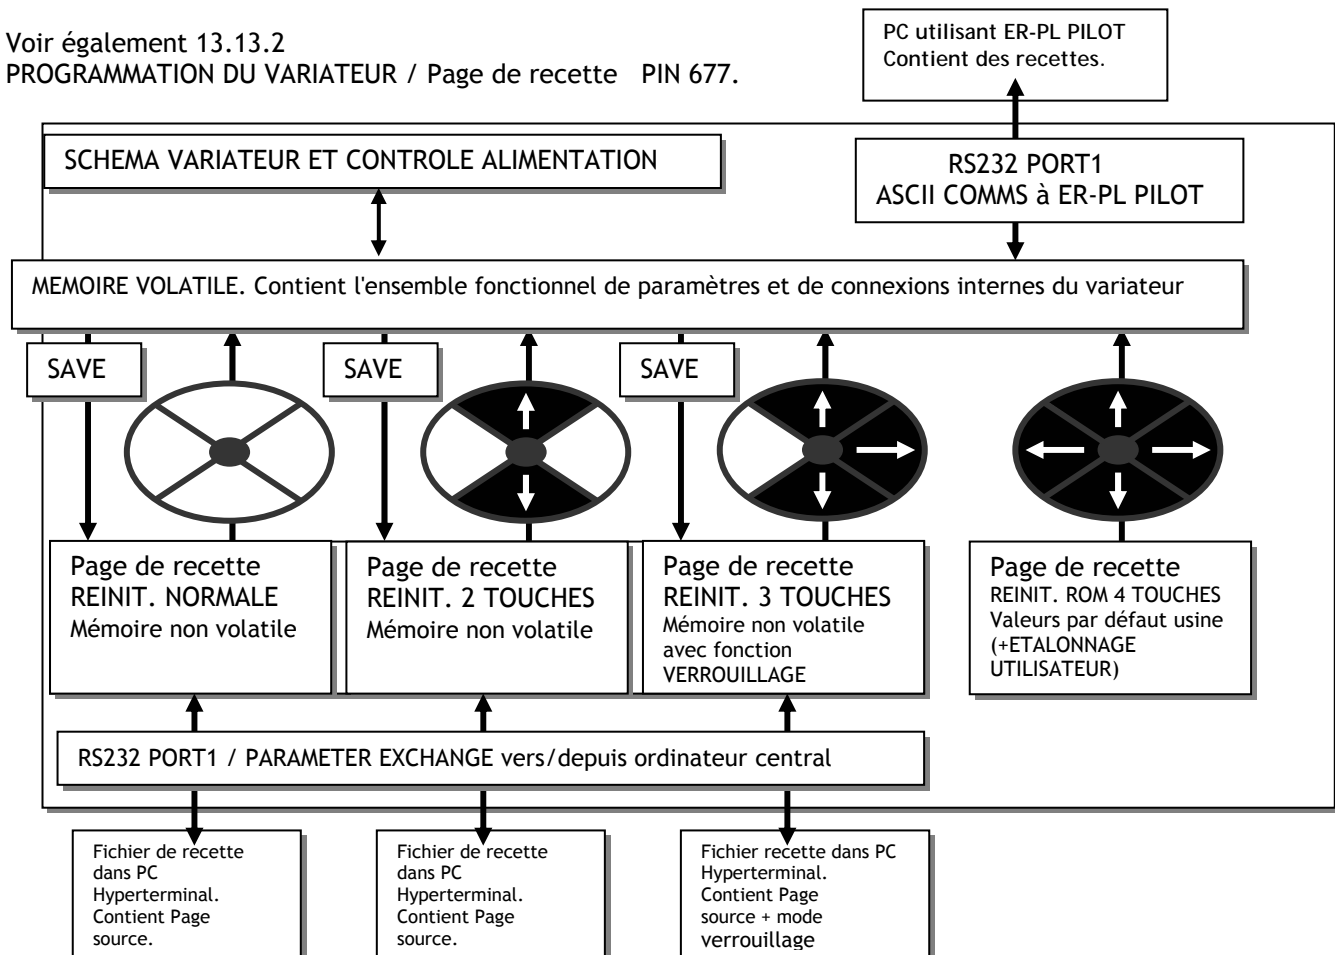 Voir également 13.13.2
PROGRAMMATION DU VARIATEUR / Page de recette PIN 677.
PC utilisant ER-PL PILOT
Contient des recettes.
SCHEMA VARIATEUR ET CONTROLE ALIMENTATION
RS232 PORT1
ASCII COMMS à ER-PL PILOT
MEMOIRE VOLATILE. Contient l'ensemble fonctionnel de paramètres et de connexions internes du variateur
SAVE
SAVE
SAVE
Page de recette
REINIT. NORMALE
Mémoire non volatile
Page de recette
REINIT. 2 TOUCHES
Mémoire non volatile
Page de recette
REINIT. 3 TOUCHES
Mémoire non volatile
avec fonction
VERROUILLAGE
Page de recette
REINIT. ROM 4 TOUCHES
Valeurs par défaut usine
(+ETALONNAGE
UTILISATEUR)
RS232 PORT1 / PARAMETER EXCHANGE vers/depuis ordinateur central
Fichier de recette
dans PC
Hyperterminal.
Contient Page
source.
Fichier de recette
dans PC
Hyperterminal.
Contient Page
source.
Fichier recette dans PC
Hyperterminal.
Contient Page
source + mode
verrouillage